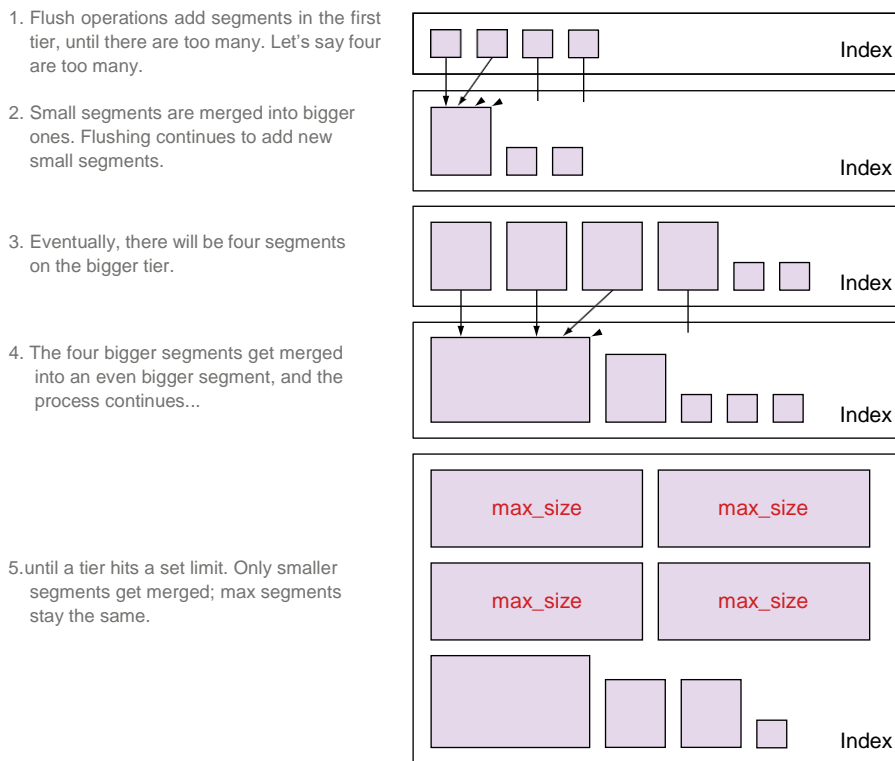 1. Flush operations add segments in the first
tier, until there are too many. Let's say four
are too many.
Index
2. Small segments are merged into bigger
ones. Flushing continues to add new
small segments.
Index
3. Eventually, there will be four segments
on the bigger tier.
Index
4. The four bigger segments get merged
into an even bigger segment, and the
process continues...
Index
max_size
max_size
max_size
max_size
5.until a tier hits a set limit. Only smaller
segments get merged; max segments
stay the same.
Index